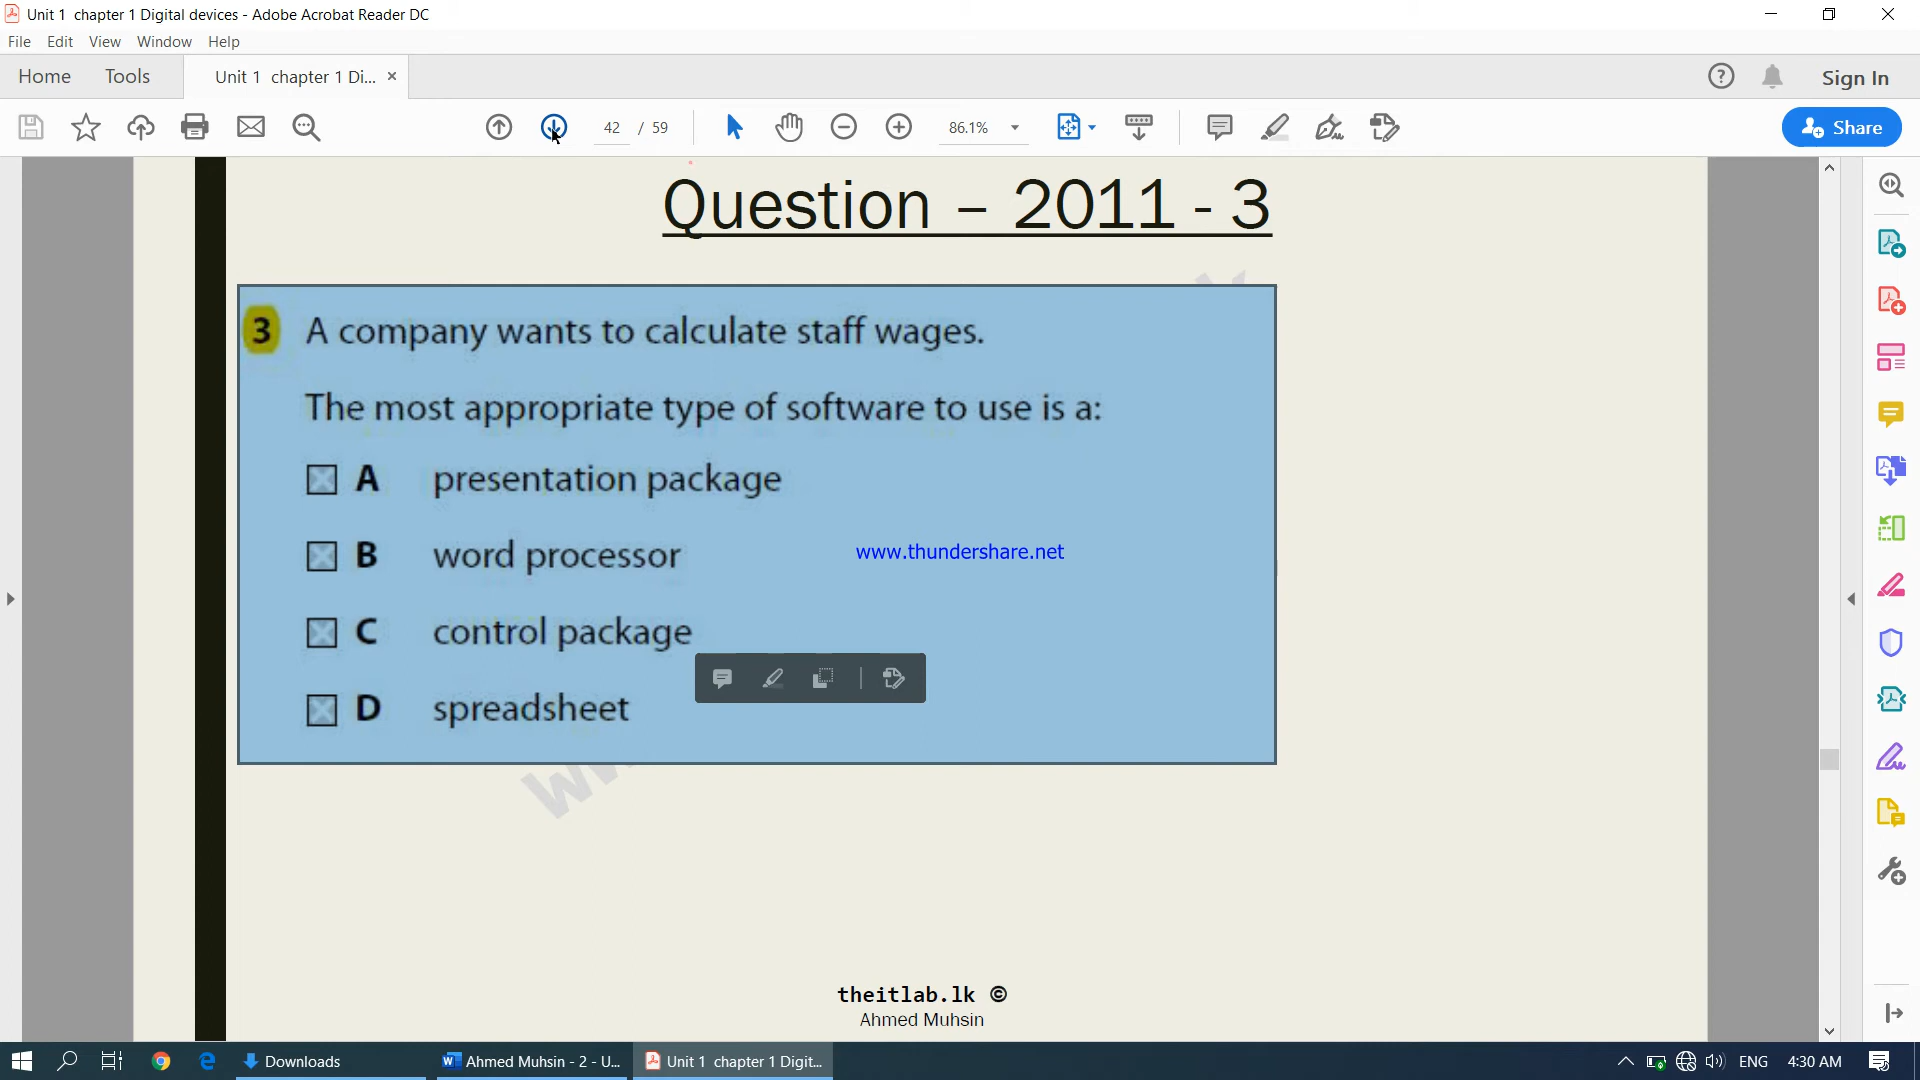 Unit 1  chapter 1 Digital devices - Adobe Acrobat Reader DC
File Edit View Window Help
Home Tools Unit 1  chapter 1 Di... × Sign In
42 / 59 86.1% Share
Question – 2011 - 3
3 A company wants to calculate staff wages.
The most appropriate type of software to use is a:
A presentation package
B word processor
www.thundershare.net
C control package
D spreadsheet
theitlab.lk ©
Ahmed Muhsin
Downloads Ahmed Muhsin - 2 - U... Unit 1  chapter 1 Digit... ENG 4:30 AM